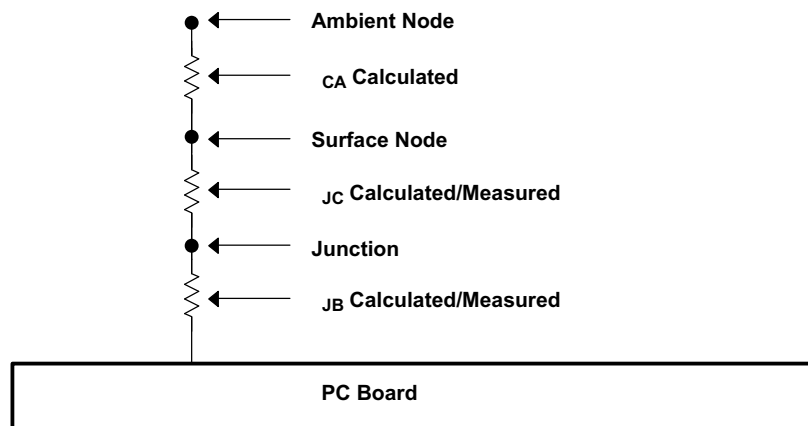 Ambient Node
CA Calculated
Surface Node
JC Calculated/Measured
Junction
JB Calculated/Measured
PC Board